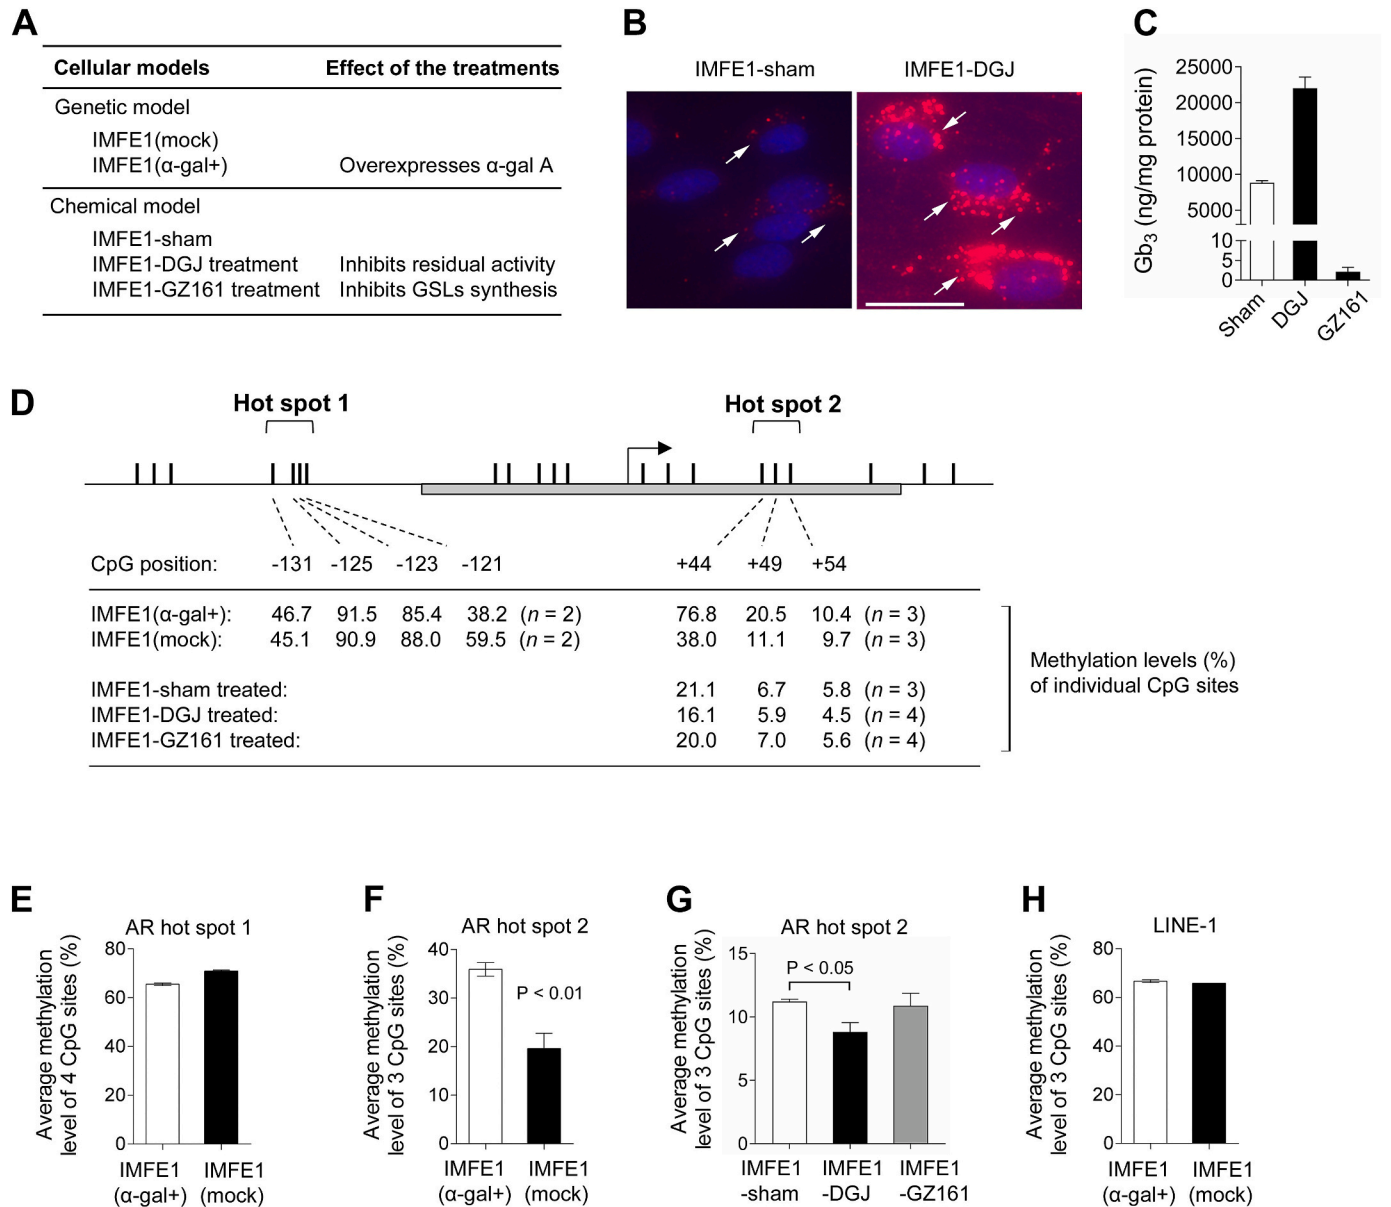 A
Cellular models Effect of the treatments
Genetic model
IMFE1(mock)
IMFE1(α-gal+) Overexpresses α-gal A
Chemical model
IMFE1-sham
IMFE1-DGJ treatment Inhibits residual activity
IMFE1-GZ161 treatment Inhibits GSLs synthesis
B
IMFE1-sham IMFE1-DGJ
C
Gb3 (ng/mg protein)
25000
20000
15000
10000
5000
10
5
0
Sham DGJ GZ161
D
Hot spot 1 Hot spot 2
CpG position: -131 -125 -123 -121 +44 +49 +54
IMFE1(α-gal+): 46.7 91.5 85.4 38.2 (n = 2) 76.8 20.5 10.4 (n = 3)
IMFE1(mock): 45.1 90.9 88.0 59.5 (n = 2) 38.0 11.1 9.7 (n = 3)
IMFE1-sham treated: 21.1 6.7 5.8 (n = 3)
IMFE1-DGJ treated: 16.1 5.9 4.5 (n = 4)
IMFE1-GZ161 treated: 20.0 7.0 5.6 (n = 4)
Methylation levels (%)
of individual CpG sites
E
AR hot spot 1
Average methylation
level of 4 CpG sites (%)
80
60
40
20
0
IMFE1 IMFE1
(α-gal+) (mock)
F
AR hot spot 2
Average methylation
level of 3 CpG sites (%)
40
30
20
10
0
P < 0.01
IMFE1 IMFE1
(α-gal+) (mock)
G
AR hot spot 2
Average methylation
level of 3 CpG sites (%)
15
10
5
0
P < 0.05
IMFE1 IMFE1 IMFE1
-sham -DGJ -GZ161
H
LINE-1
Average methylation
level of 3 CpG sites (%)
80
60
40
20
0
IMFE1 IMFE1
(α-gal+) (mock)